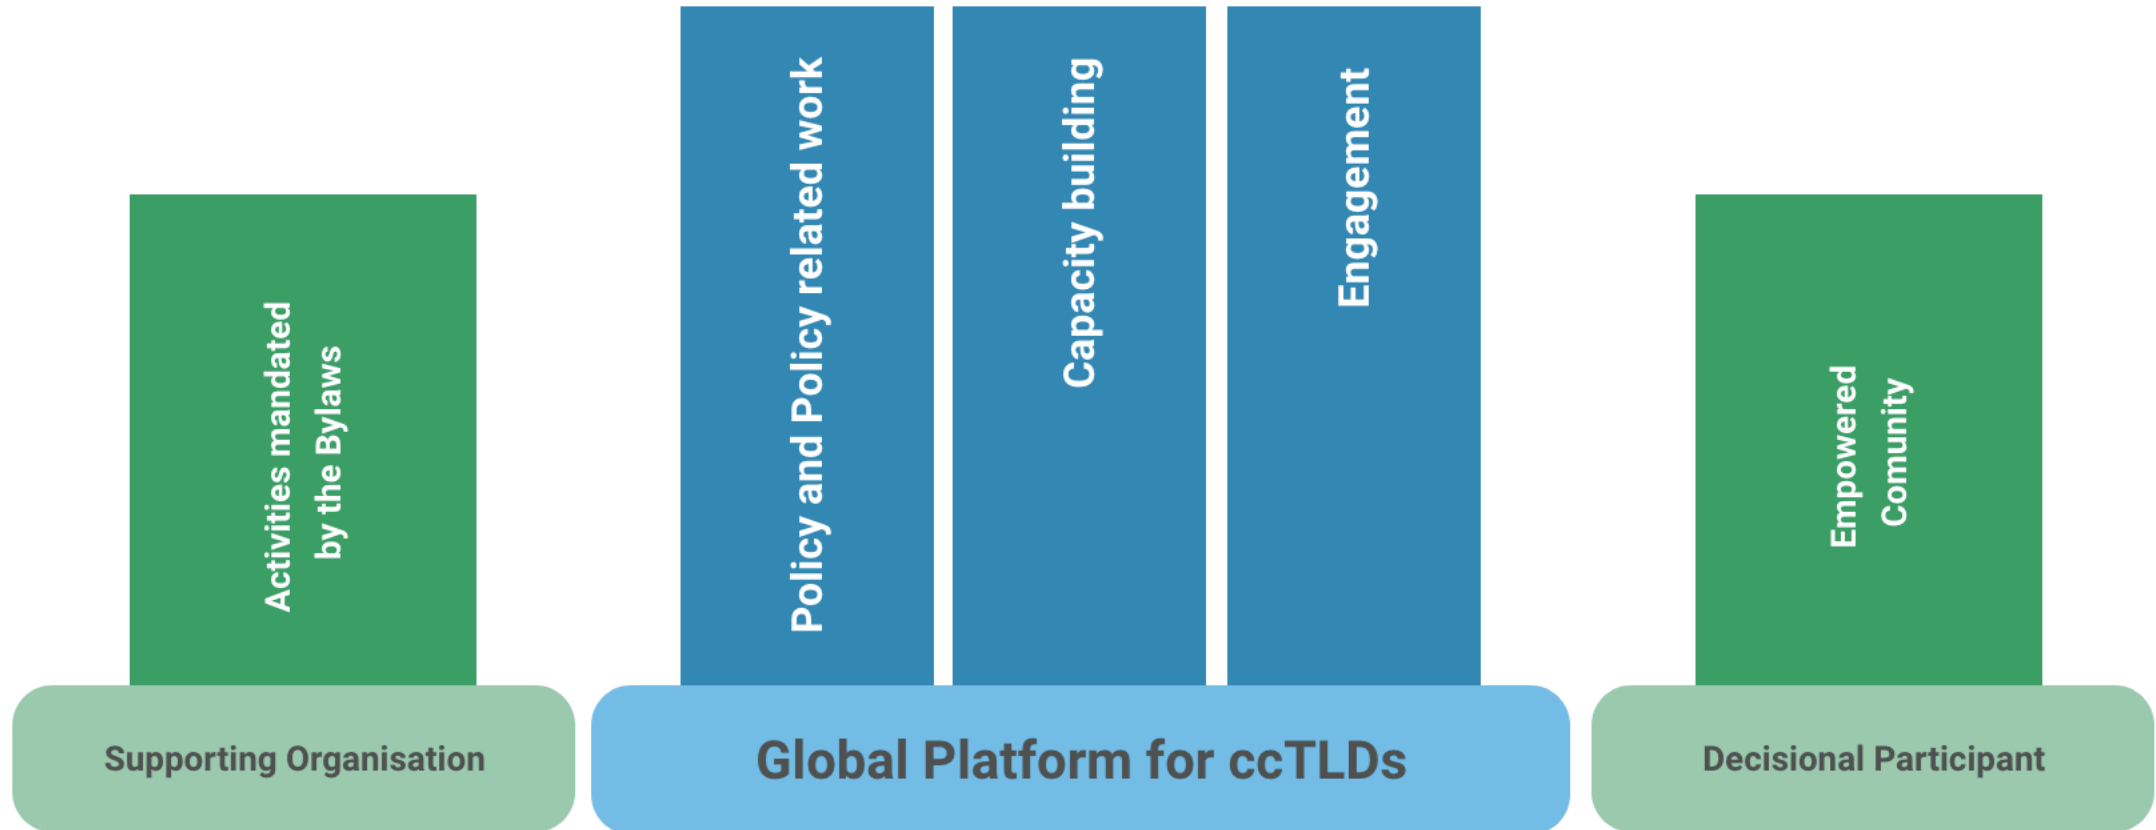 Activities mandated
by the Bylaws
Supporting Organisation
Policy and Policy related work
Capacity building
Engagement
Global Platform for ccTLDs
Empowered
Comunity
Decisional Participant